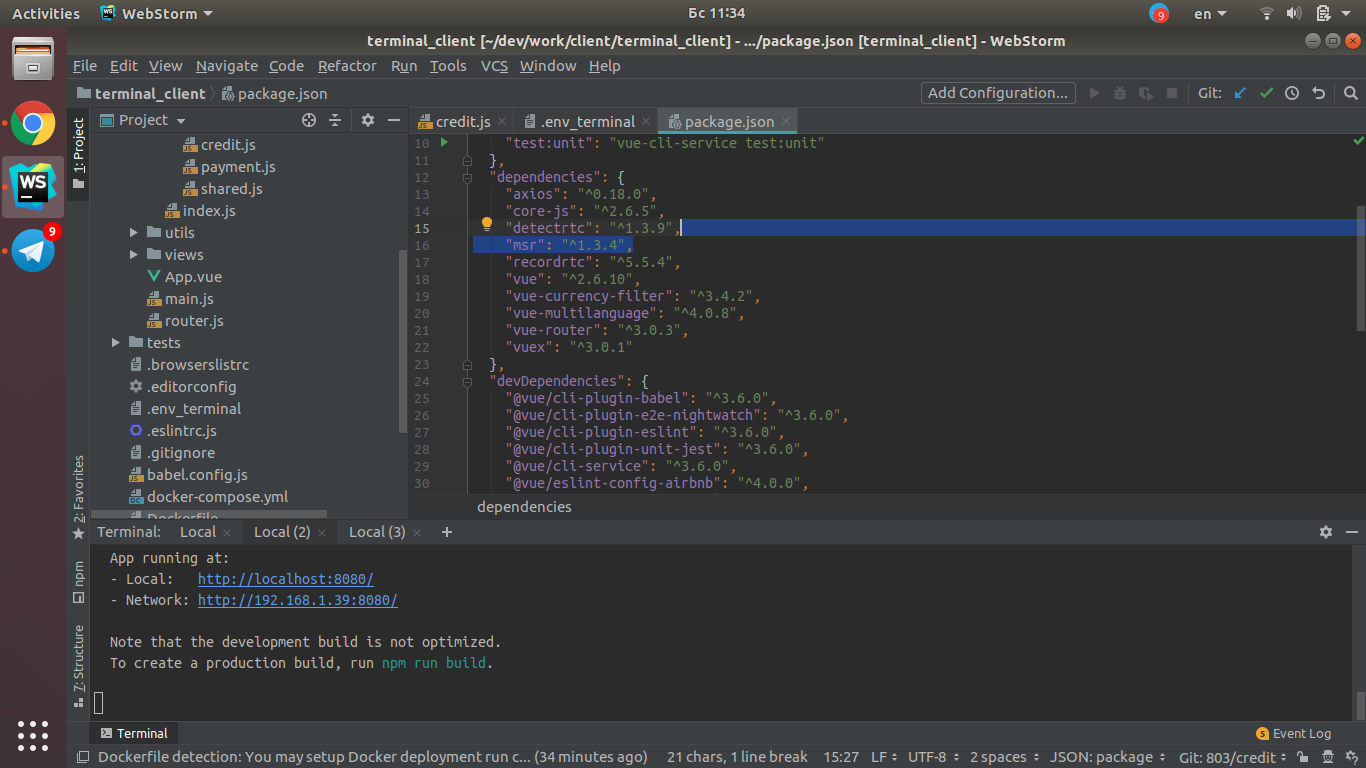 Activities WebStorm Бс 11:34 9 en
terminal_client [~/dev/work/client/terminal_client] - .../package.json [terminal_client] - WebStorm
File Edit View Navigate Code Refactor Run Tools VCS Window Help
terminal_client package.json Add Configuration... Git:
1: Project
Project
credit.js
payment.js
shared.js
index.js
utils
views
App.vue
main.js
router.js
tests
.browserslistrc
.editorconfig
.env_terminal
.eslintrc.js
.gitignore
babel.config.js
docker-compose.yml
Dockerfile
credit.js .env_terminal package.json
10 "test:unit": "vue-cli-service test:unit"
11 },
12 "dependencies": {
13 "axios": "^0.18.0",
14 "core-js": "^2.6.5",
15 "detectrtc": "^1.3.9",
16 "msr": "^1.3.4",
17 "recordrtc": "^5.5.4",
18 "vue": "^2.6.10",
19 "vue-currency-filter": "^3.4.2",
20 "vue-multilanguage": "^4.0.8",
21 "vue-router": "^3.0.3",
22 "vuex": "^3.0.1"
23 },
24 "devDependencies": {
25 "@vue/cli-plugin-babel": "^3.6.0",
26 "@vue/cli-plugin-e2e-nightwatch": "^3.6.0",
27 "@vue/cli-plugin-eslint": "^3.6.0",
28 "@vue/cli-plugin-unit-jest": "^3.6.0",
29 "@vue/cli-service": "^3.6.0",
30 "@vue/eslint-config-airbnb": "^4.0.0",
dependencies
WS
9
2: Favorites
npm
7: Structure
Terminal: Local Local (2) Local (3)
App running at:
- Local: http://localhost:8080/
- Network: http://192.168.1.39:8080/
Note that the development build is not optimized.
To create a production build, run npm run build.
Terminal 5 Event Log
Dockerfile detection: You may setup Docker deployment run c... (34 minutes ago) 21 chars, 1 line break 15:27 LF UTF-8 2 spaces JSON: package Git: 803/credit